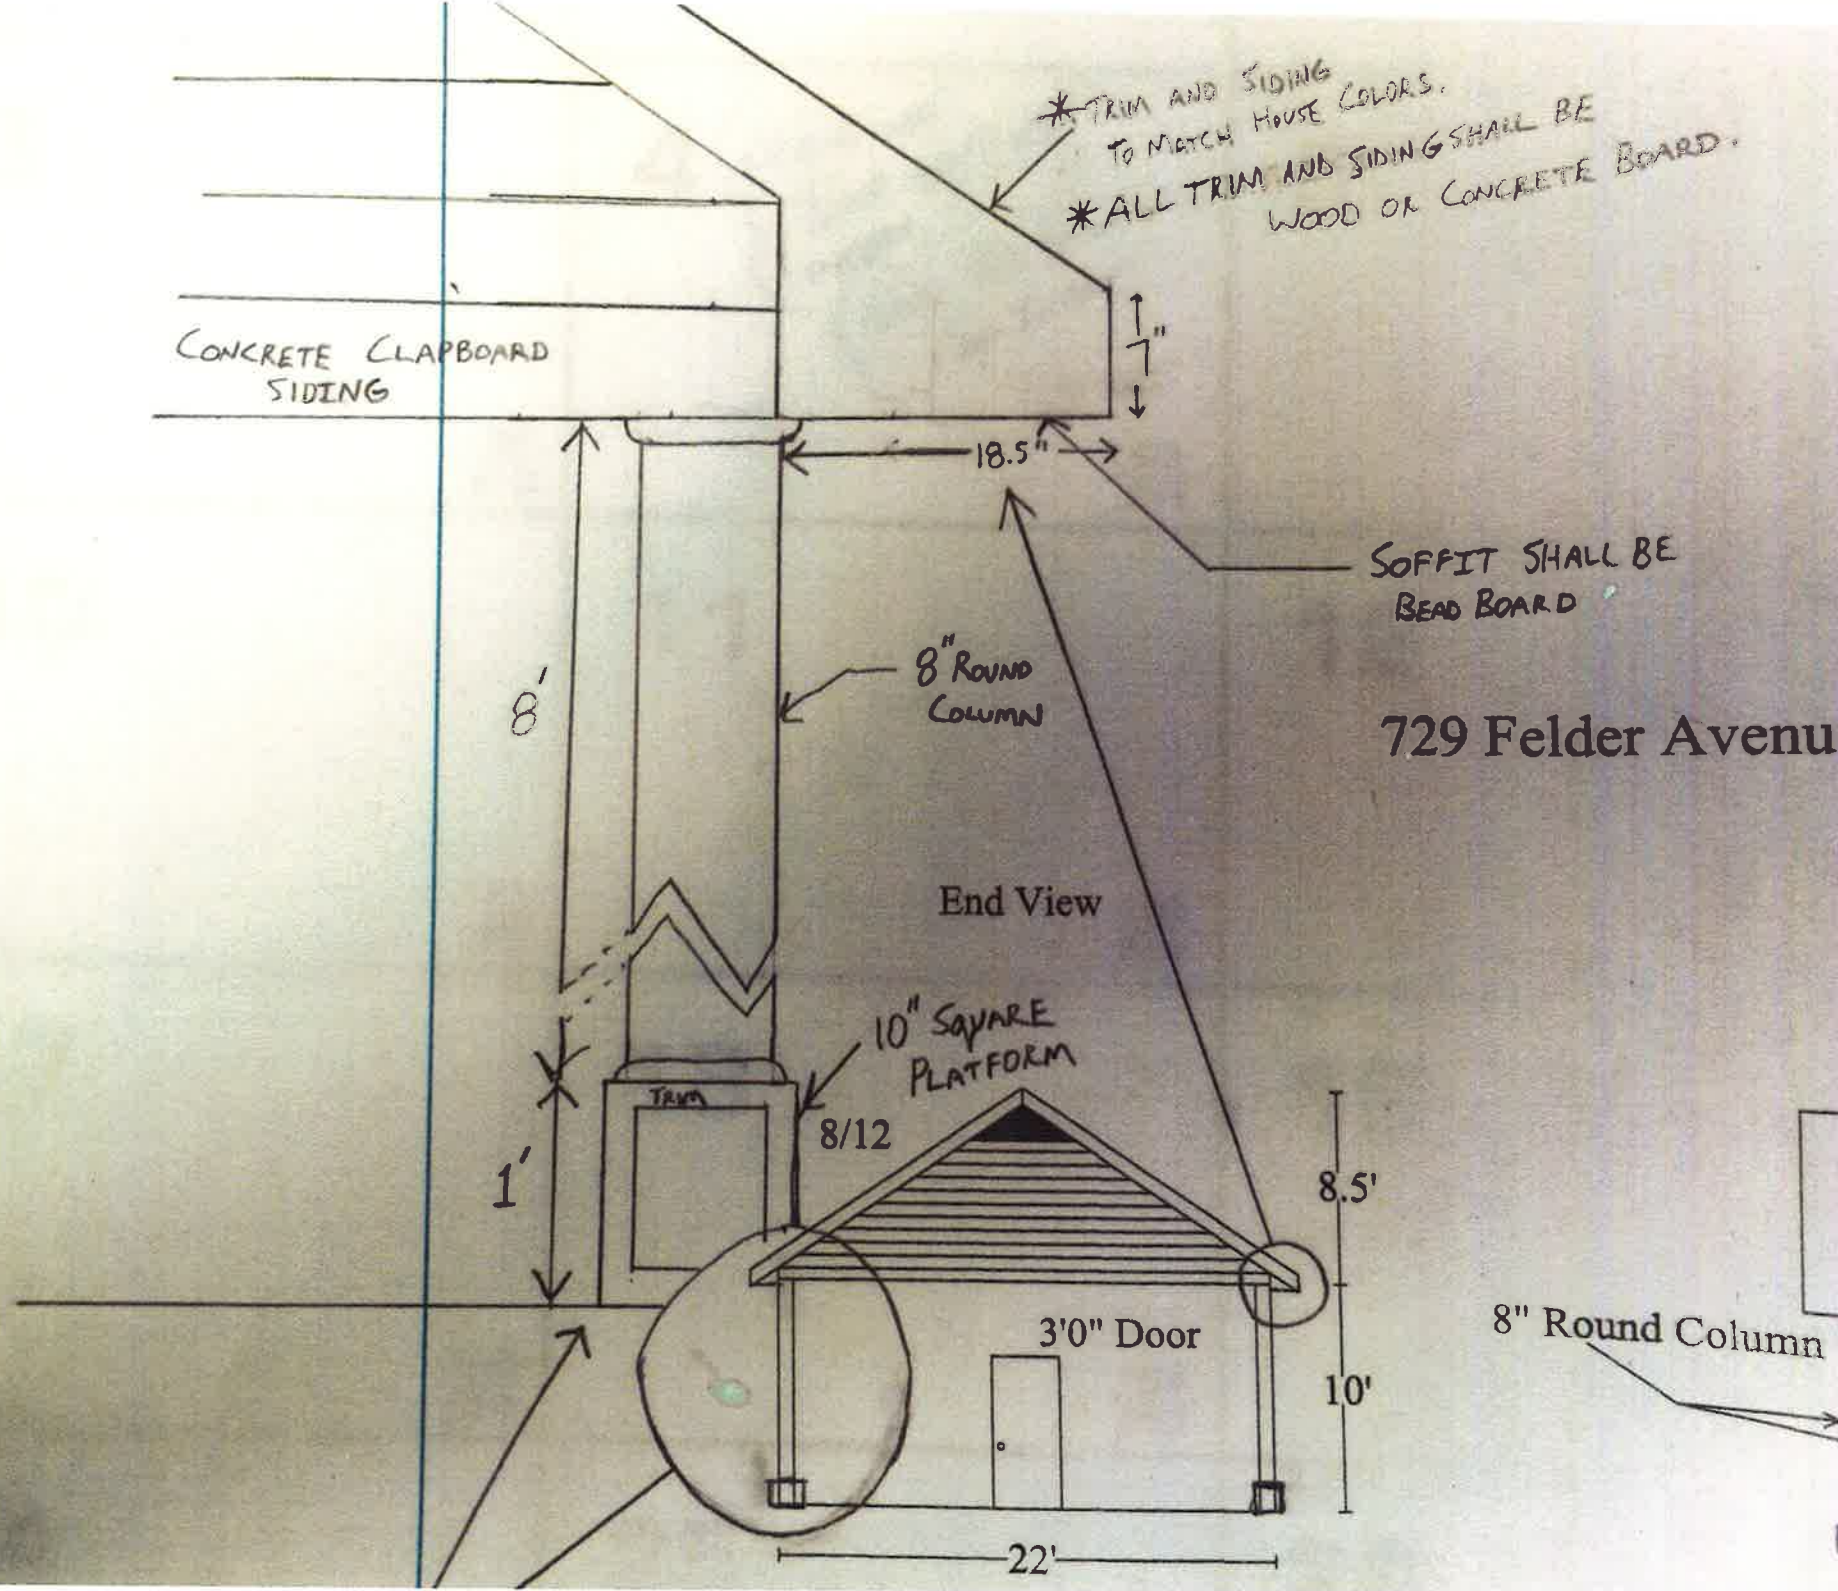 * TRIM AND SIDING
TO MATCH HOUSE COLORS.
* ALL TRIM AND SIDING SHALL BE
WOOD OR CONCRETE BOARD.
CONCRETE CLAPBOARD
SIDING
7"
18.5"
SOFFIT SHALL BE
BEAD BOARD
8'
8" ROUND
COLUMN
729 Felder Avenu
End View
10" SQUARE
PLATFORM
TRIM
8/12
1'
8.5'
3'0" Door
8" Round Column
10'
22'